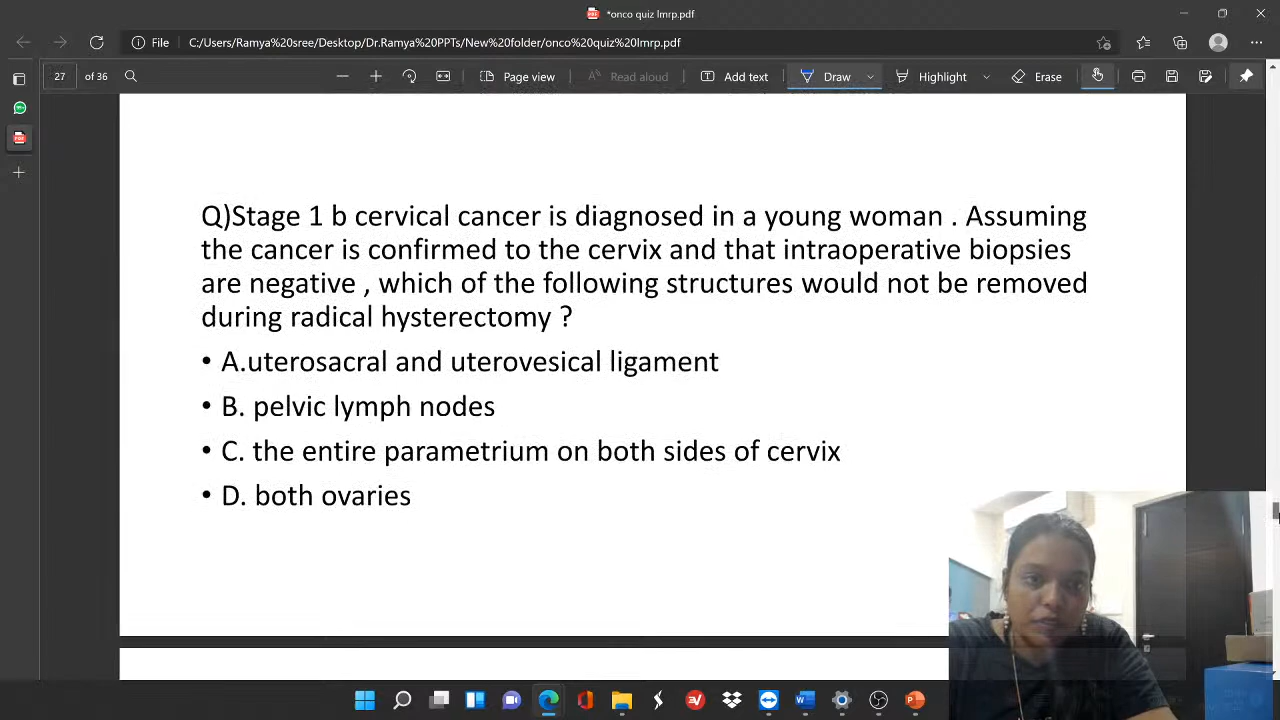 *onco quiz lmrp.pdf
File C:/Users/Ramya%20sree/Desktop/Dr.Ramya%20PPTs/New%20folder/onco%20quiz%20lmrp.pdf
27 of 36 Page view Read aloud Add text Draw Highlight Erase
Q)Stage 1 b cervical cancer is diagnosed in a young woman . Assuming
the cancer is confirmed to the cervix and that intraoperative biopsies
are negative , which of the following structures would not be removed
during radical hysterectomy ?
• A.uterosacral and uterovesical ligament
• B. pelvic lymph nodes
• C. the entire parametrium on both sides of cervix
• D. both ovaries